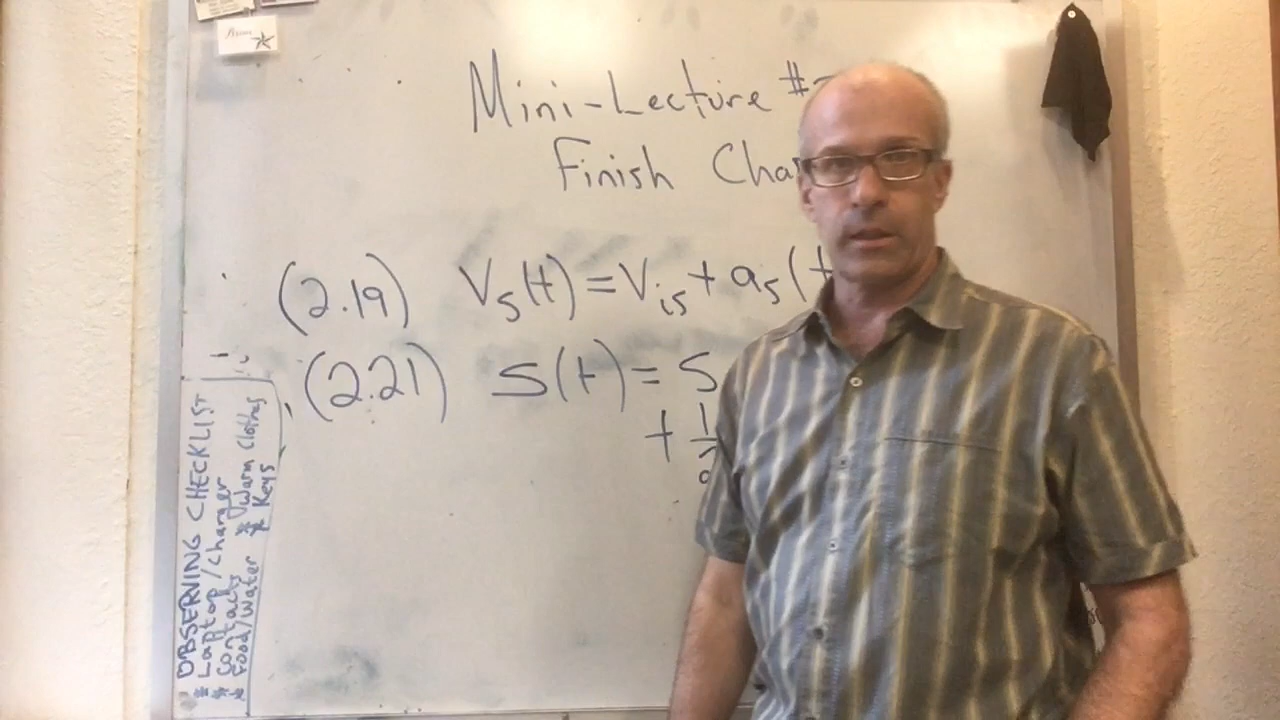 Mini-Lecture #
Finish Cha
(2.19) Vs(t) = Vis + as(t
(2.21) S(t) = S
+ 1
2
OBSERVING CHECKLIST
* Laptop/Charger
* Contacts * Warm Clothes
* Food/Water * Keys